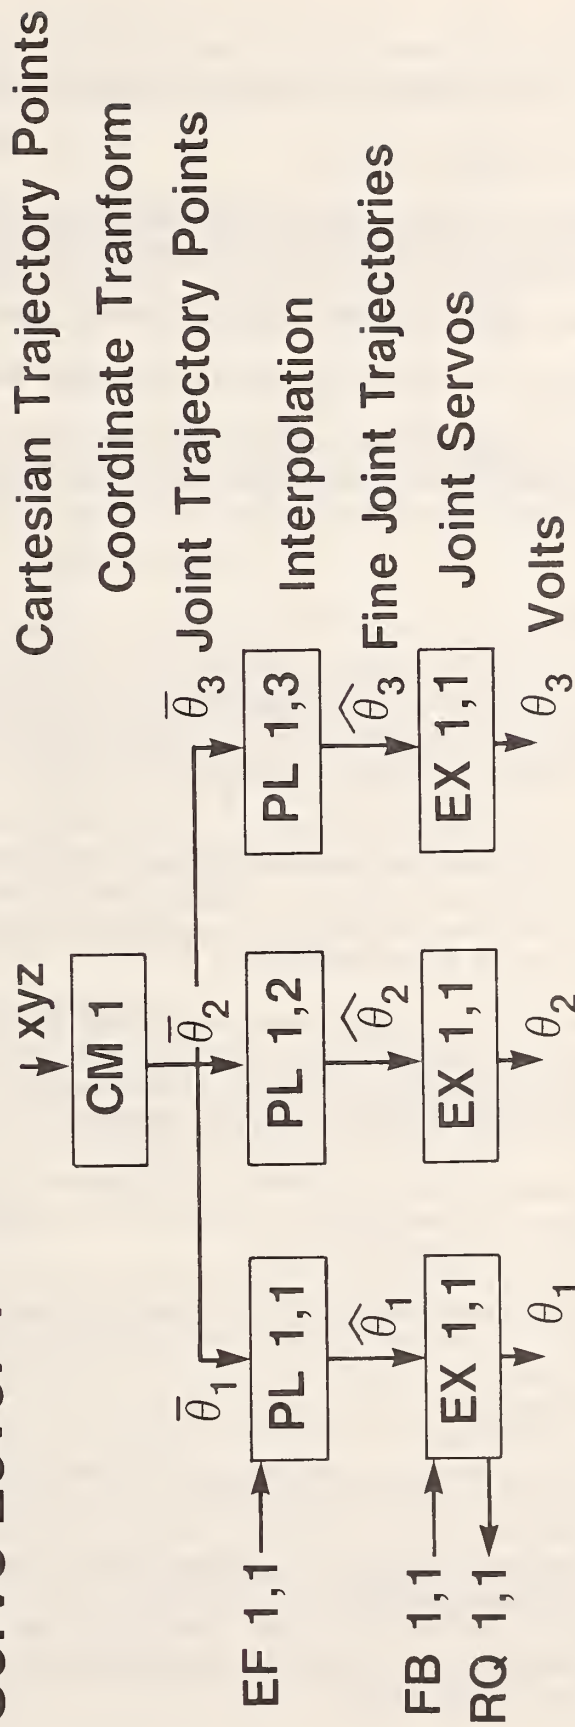 xyz
Cartesian Trajectory Points
CM 1
Coordinate Tranform
θ̅₁ θ̅₂ θ̅₃ Joint Trajectory Points
EF 1,1
PL 1,1 PL 1,2 PL 1,3
Interpolation
θ̂₁ θ̂₂ θ̂₃ Fine Joint Trajectories
FB 1,1
RQ 1,1
EX 1,1 EX 1,1 EX 1,1
Joint Servos
θ₁ θ₂ θ₃ Volts